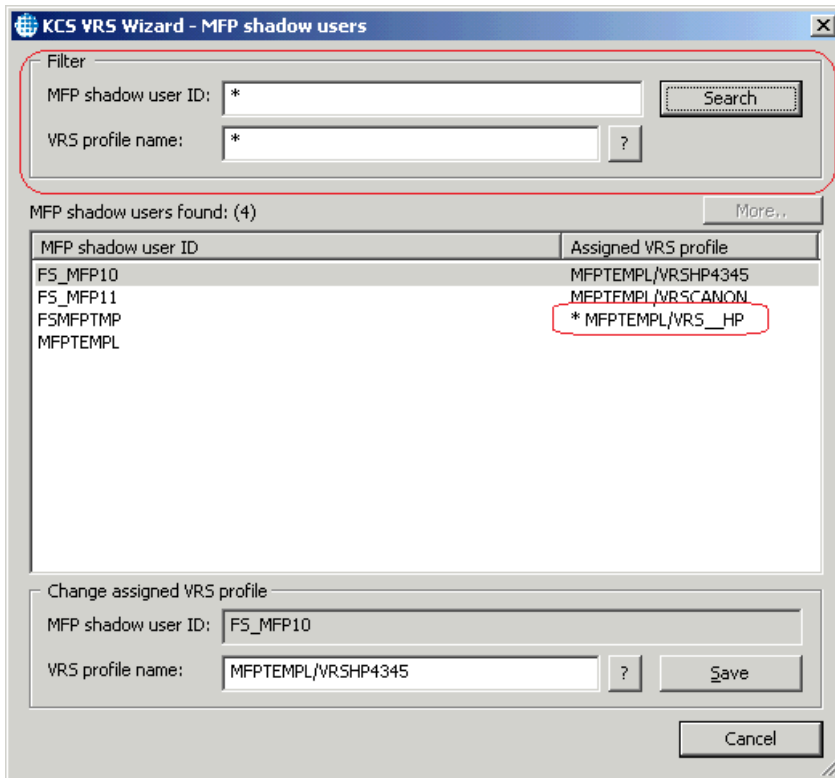 KCS VRS Wizard - MFP shadow users
Filter
MFP shadow user ID: * Search
VRS profile name: * ?
MFP shadow users found: (4) More..
MFP shadow user ID Assigned VRS profile
FS_MFP10 MFPTEMPL/VRSHP4345
FS_MFP11 MFPTEMPL/VRSCANON
FSMFPTMP * MFPTEMPL/VRS__HP
MFPTEMPL
Change assigned VRS profile
MFP shadow user ID: FS_MFP10
VRS profile name: MFPTEMPL/VRSHP4345 ? Save
Cancel